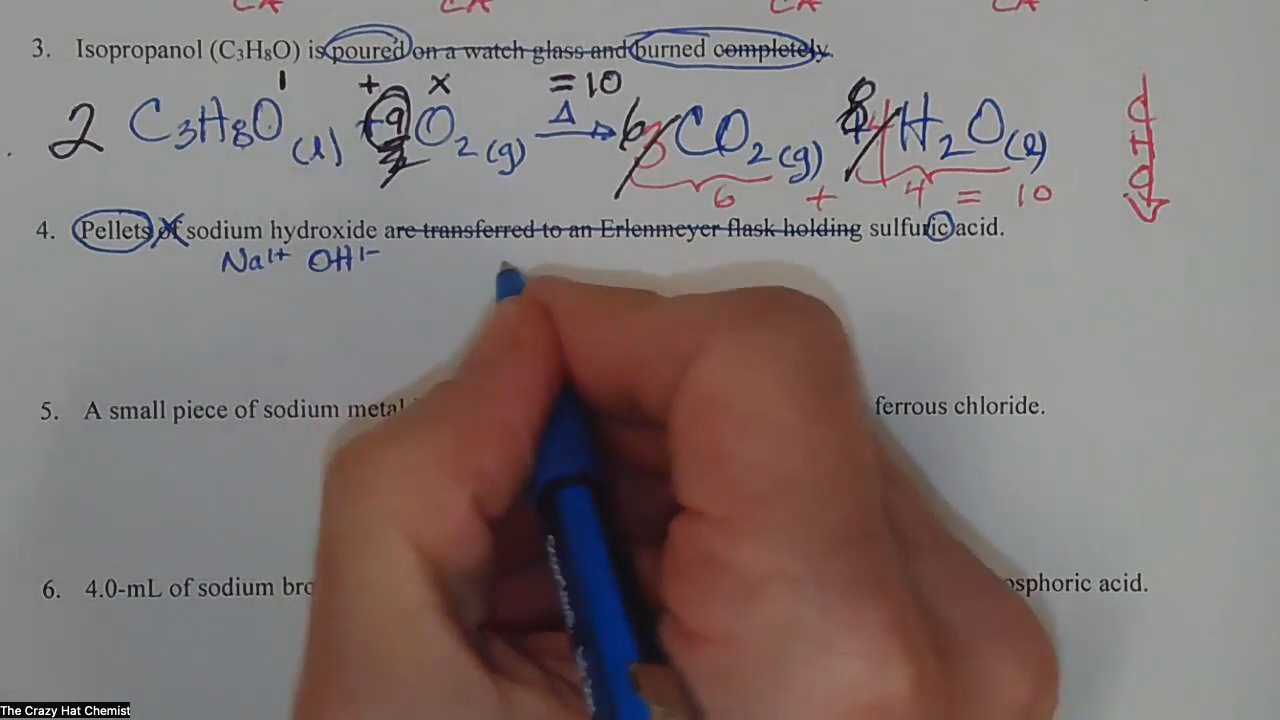 3. Isopropanol (C3H8O) is poured on a watch glass and burned completely.
1 + x = 10
2 C3H8O(l) + 9 O2(g) Δ → 6 CO2(g) 8 H2O(l)
6 + 4 = 10
C H O
4. Pellets of sodium hydroxide are transferred to an Erlenmeyer flask holding sulfuric acid.
Na1+ OH1-
5. A small piece of sodium metal ferrous chloride.
6. 4.0-mL of sodium acid.
The Crazy Hat Chemist